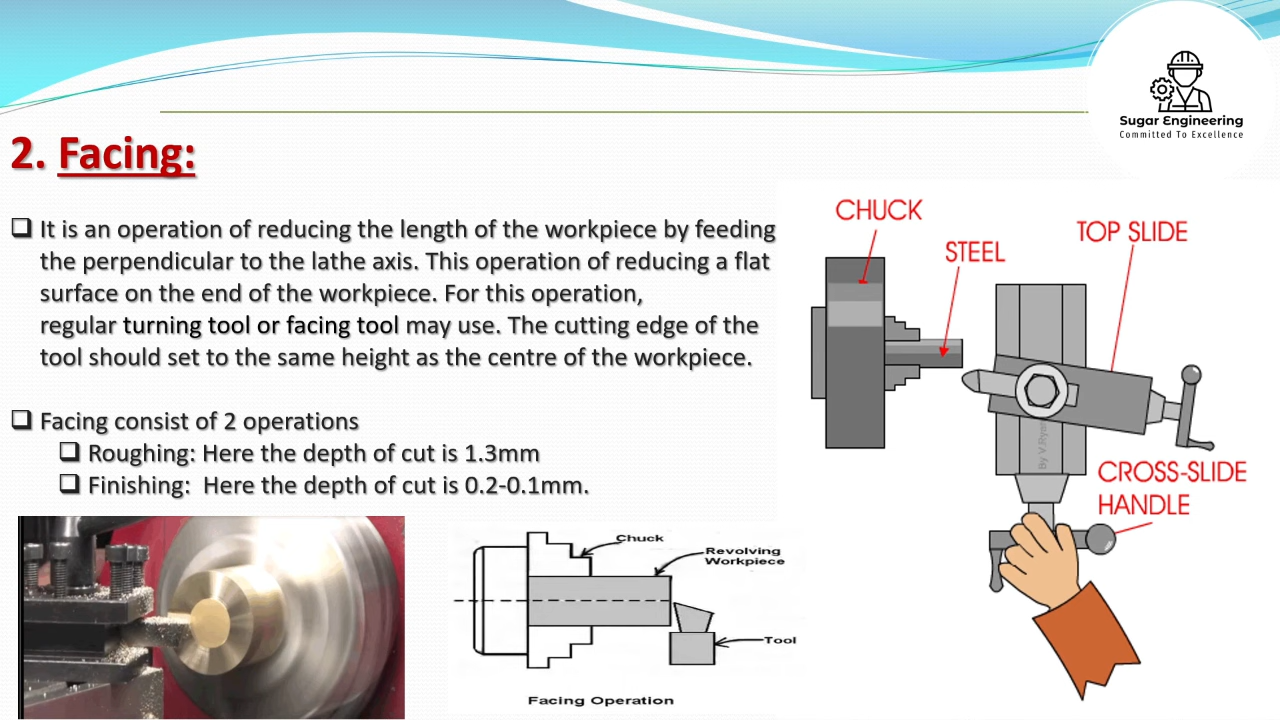 Sugar Engineering
Committed To Excellence
2. Facing:
It is an operation of reducing the length of the workpiece by feeding
the perpendicular to the lathe axis. This operation of reducing a flat
surface on the end of the workpiece. For this operation,
regular turning tool or facing tool may use. The cutting edge of the
tool should set to the same height as the centre of the workpiece.
Facing consist of 2 operations
Roughing: Here the depth of cut is 1.3mm
Finishing:  Here the depth of cut is 0.2-0.1mm.
CHUCK
STEEL
TOP SLIDE
By V.Ryan
CROSS-SLIDE
HANDLE
Chuck
Revolving
Workpiece
Tool
Facing Operation